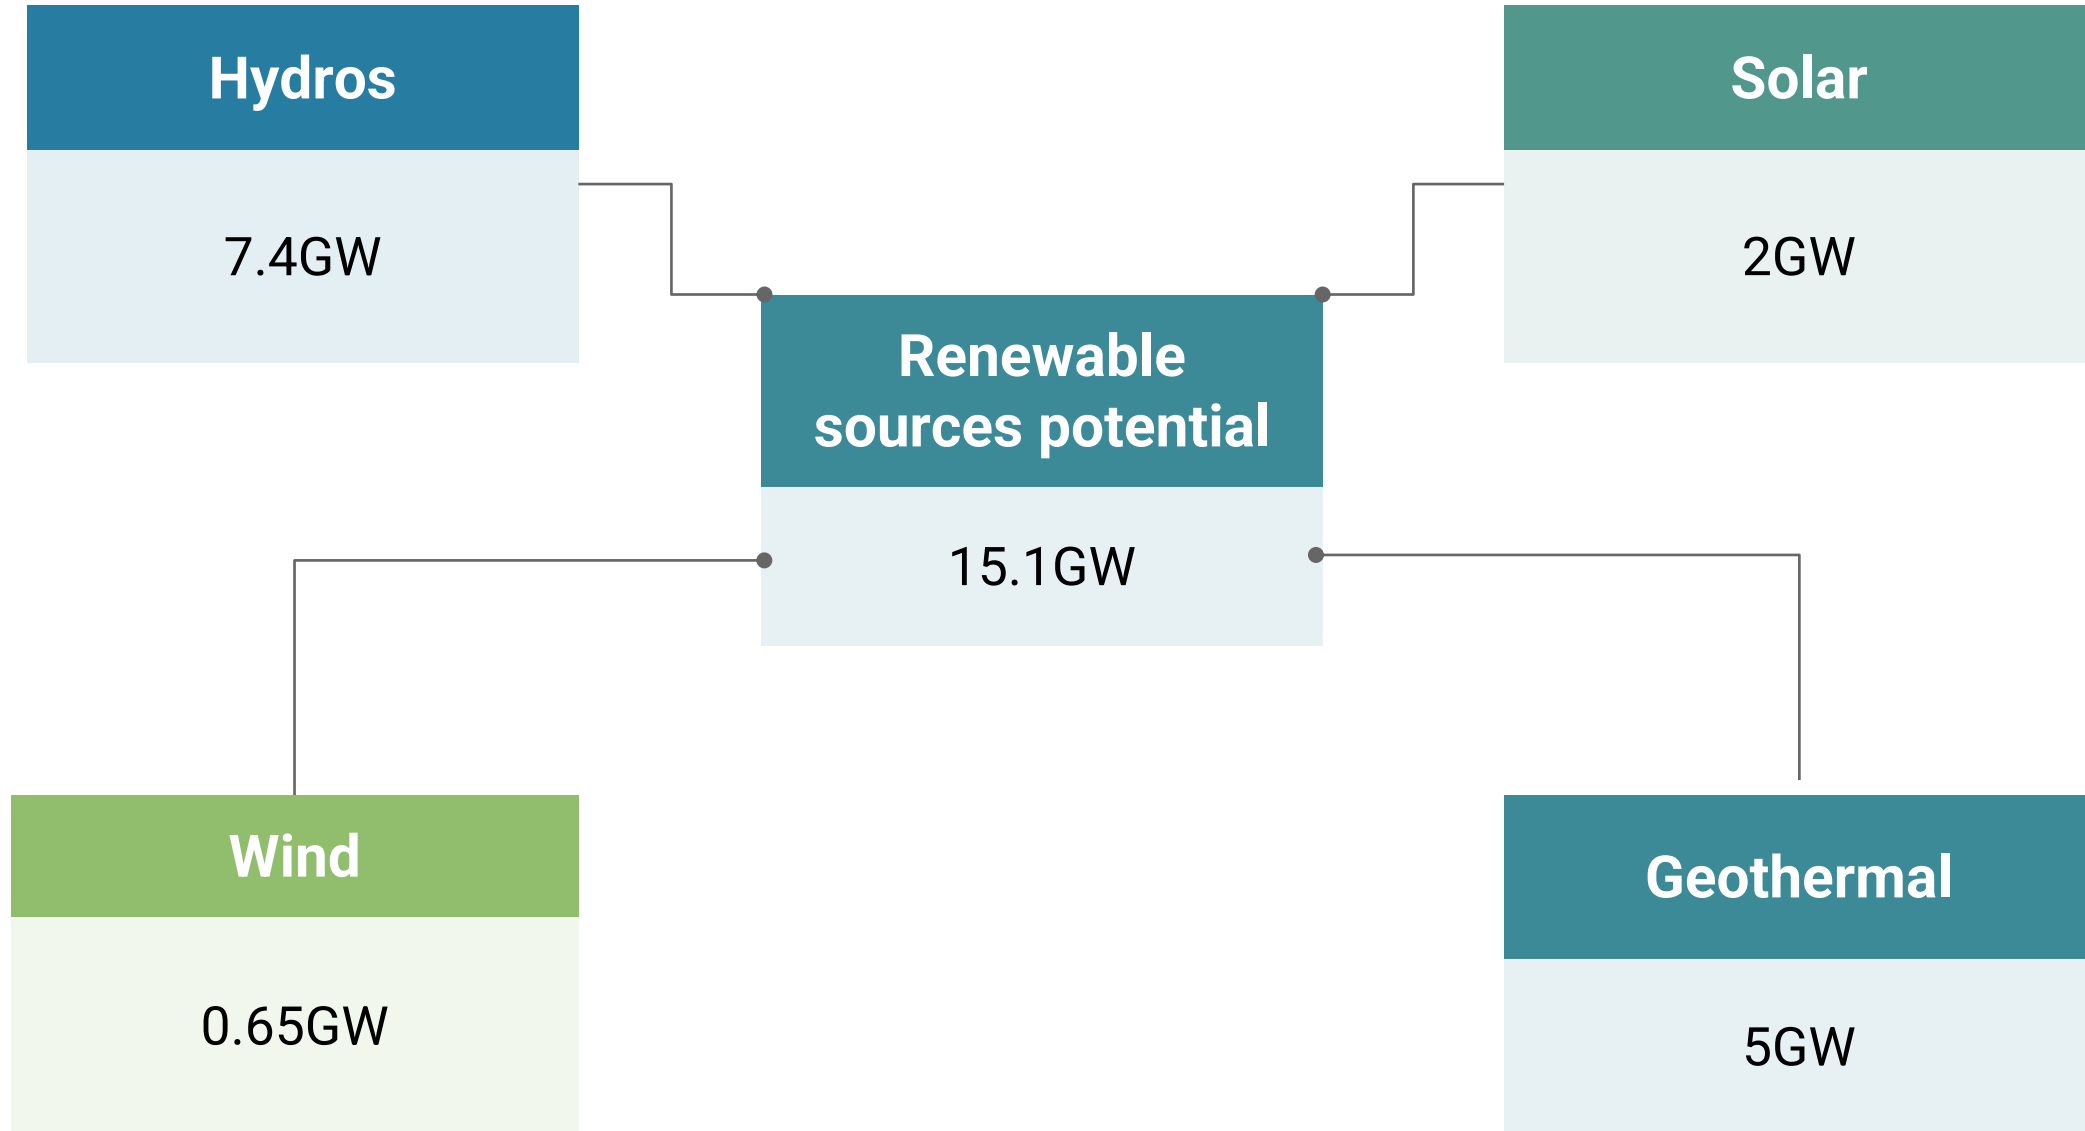 Hydros
7.4GW
Solar
2GW
Renewable
sources potential
15.1GW
Wind
0.65GW
Geothermal
5GW